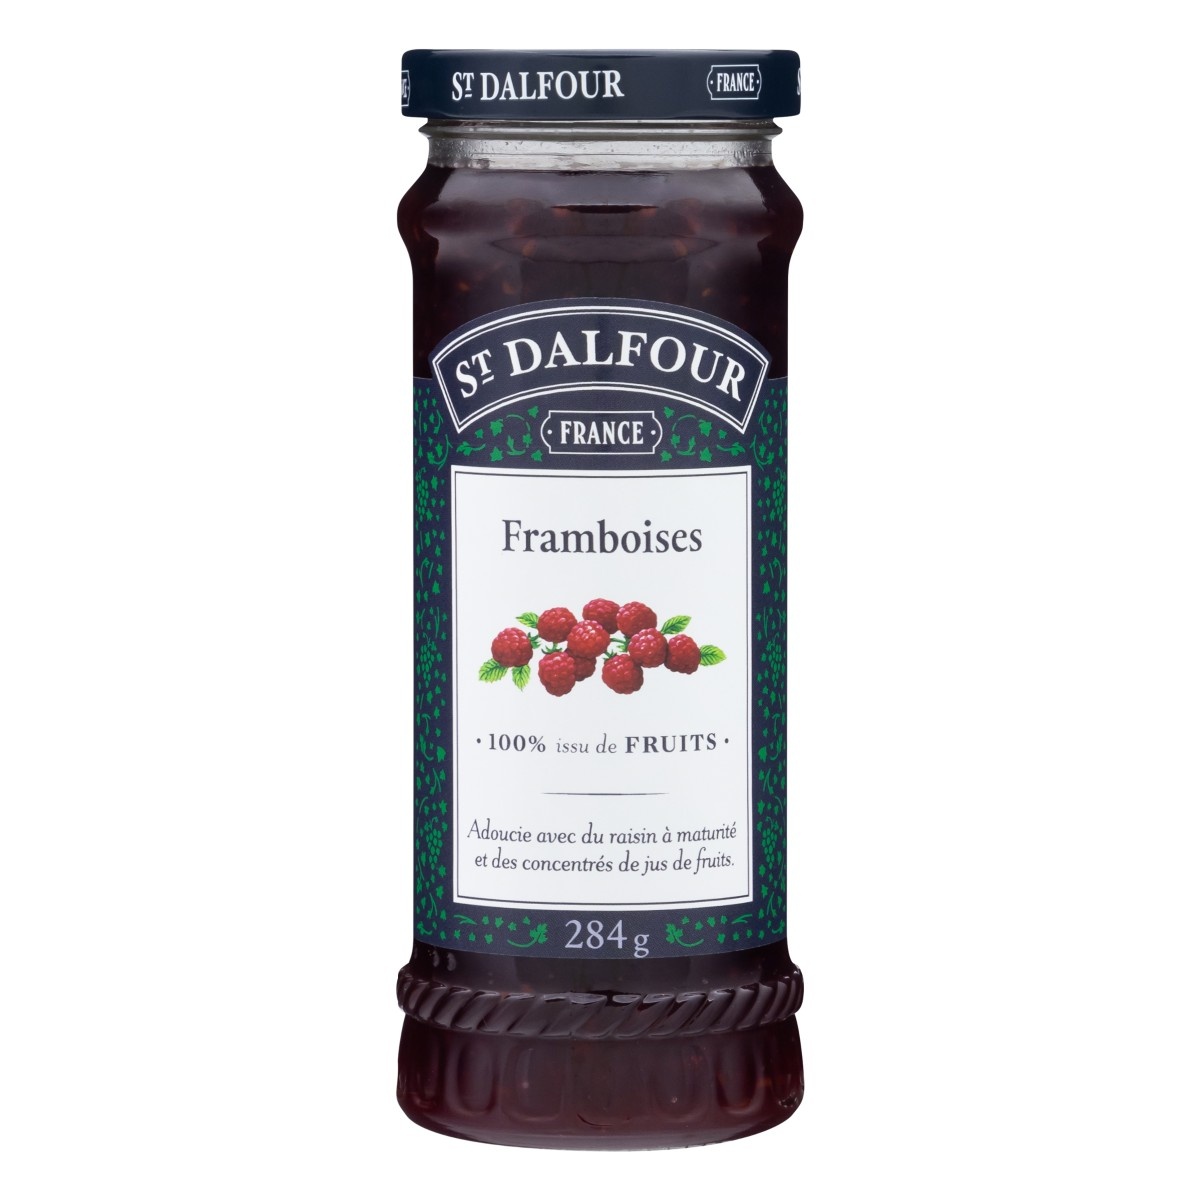 ST DALFOUR
FRANCE
ST DALFOUR
· FRANCE ·
Framboises
· 100% issu de FRUITS ·
Adoucie avec du raisin à maturité
et des concentrés de jus de fruits.
284 g